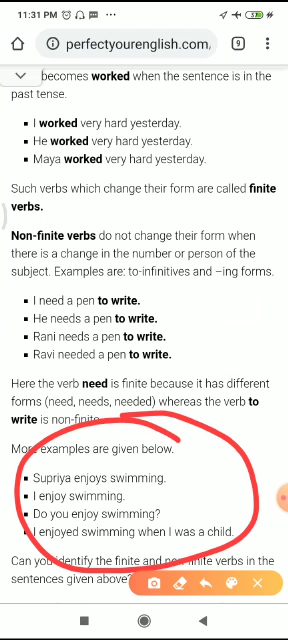 11:31 PM
perfectyourenglish.com,
9
becomes worked when the sentence is in the
past tense.
▪ I worked very hard yesterday.
▪ He worked very hard yesterday.
▪ Maya worked very hard yesterday.
Such verbs which change their form are called finite
verbs.
Non-finite verbs do not change their form when
there is a change in the number or person of the
subject. Examples are: to-infinitives and –ing forms.
▪ I need a pen to write.
▪ He needs a pen to write.
▪ Rani needs a pen to write.
▪ Ravi needed a pen to write.
Here the verb need is finite because it has different
forms (need, needs, needed) whereas the verb to
write is non-finite.
More examples are given below.
▪ Supriya enjoys swimming.
▪ I enjoy swimming.
▪ Do you enjoy swimming?
▪ I enjoyed swimming when I was a child.
Can you identify the finite and non-finite verbs in the
sentences given above?